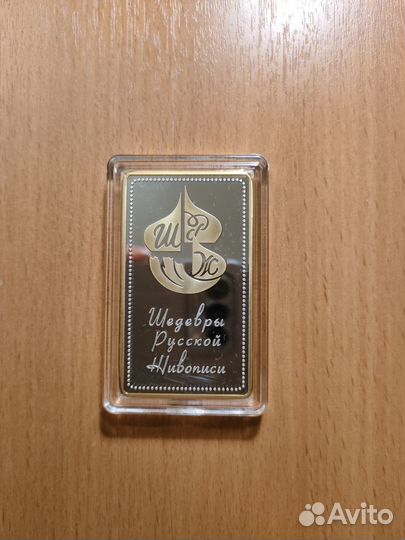 Ш Р
Ж
Шедевры
Русской
Живописи
Avito